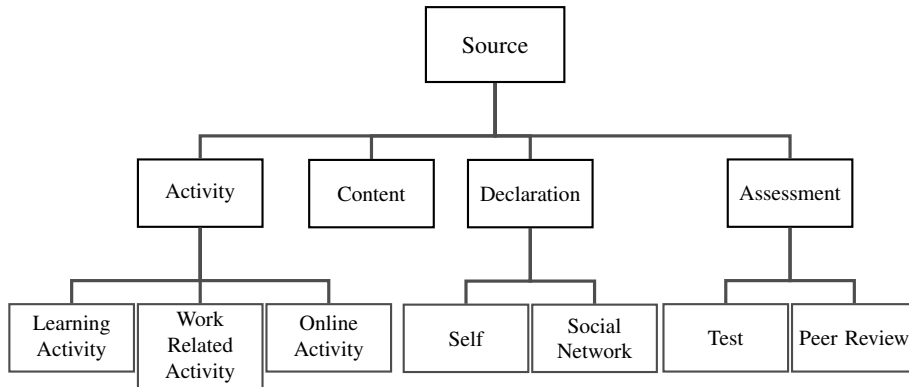 Source
Activity
Content
Declaration
Assessment
Learning
Activity
Work
Related
Activity
Online
Activity
Self
Social
Network
Test
Peer Review